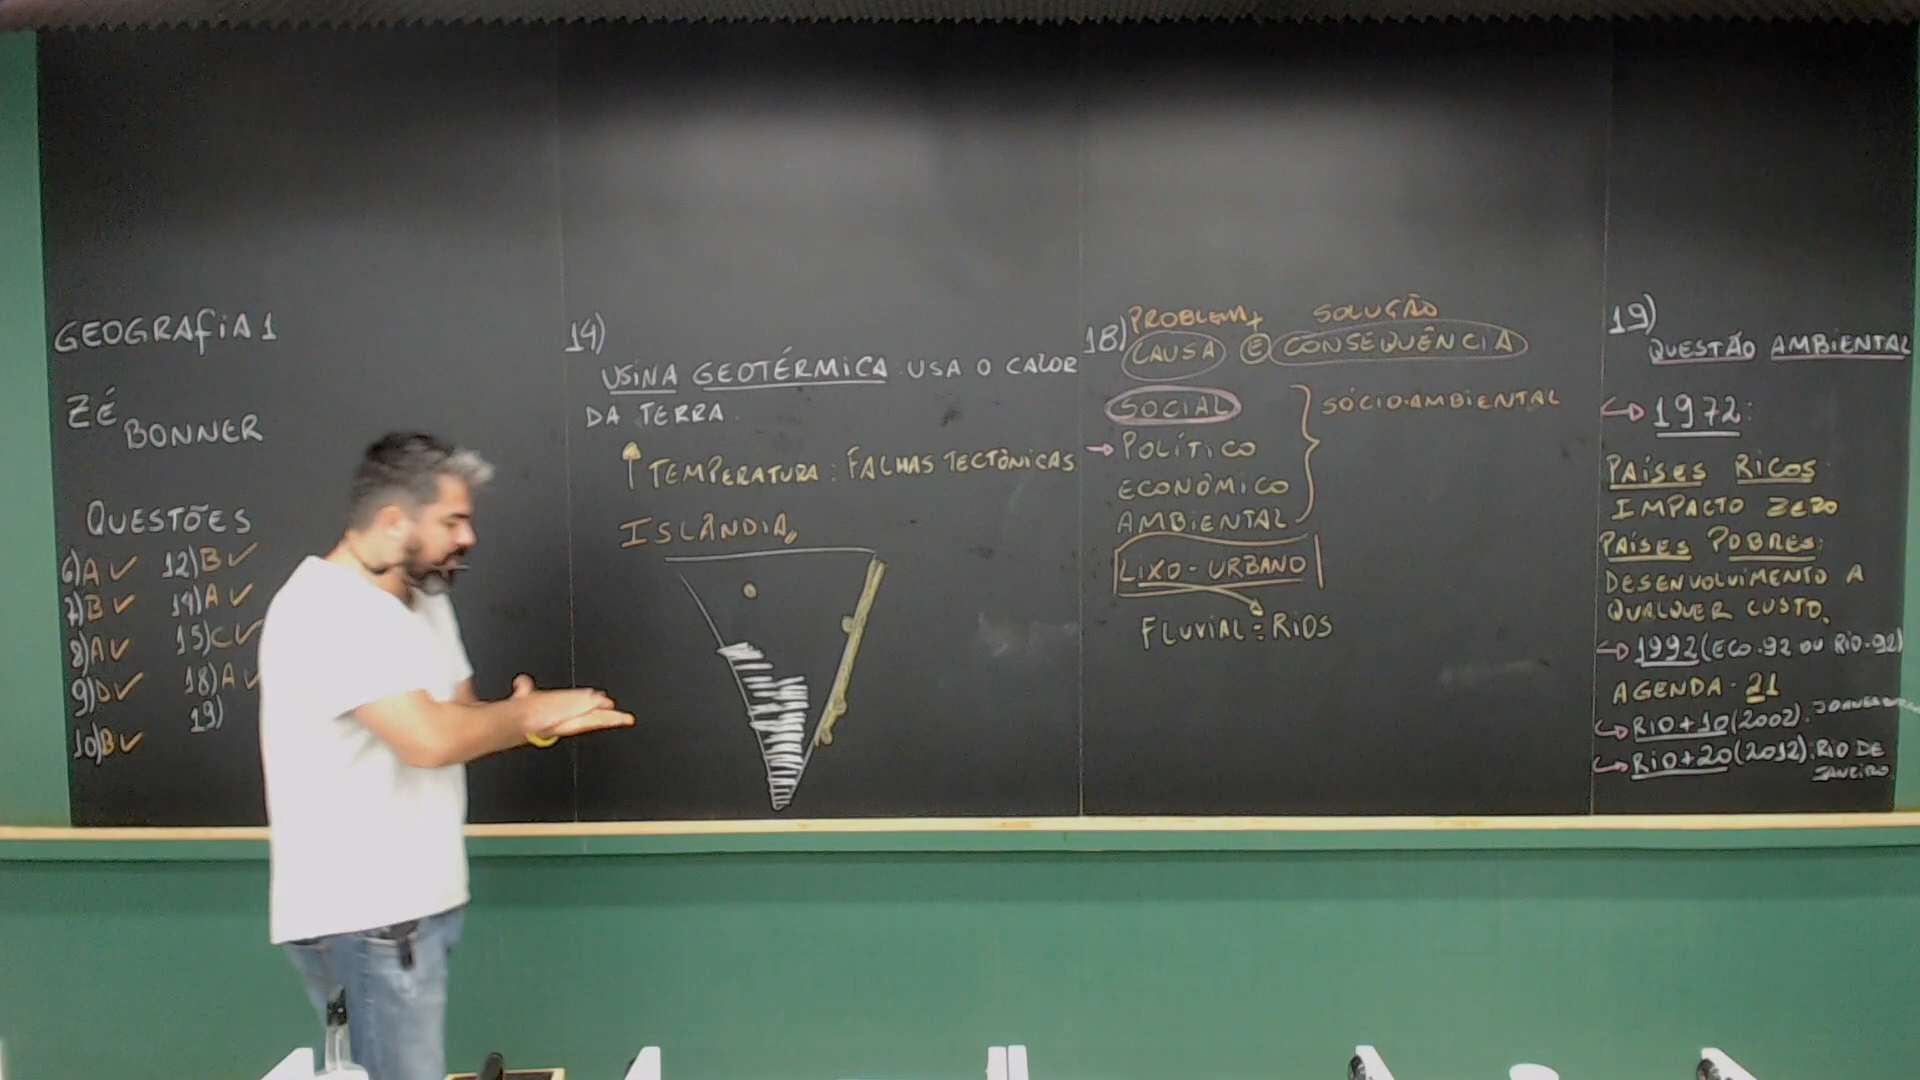 GEOGRAFIA 1
ZÉ
BONNER
QUESTÕES
6)A ✓ 12)B ✓
7)B ✓ 14)A ✓
8)A ✓ 15)C ✓
9)D ✓ 18)A ✓
10)B ✓ 19)
14)
USINA GEOTÉRMICA: USA O CALOR
DA TERRA.
↑ TEMPERATURA: FALHAS TECTÔNICAS
ISLÂNDIA
18) PROBLEMA + SOLUÇÃO
CAUSA E CONSEQUÊNCIA
SOCIAL
→ POLÍTICO
ECONÔMICO
AMBIENTAL
SÓCIO-AMBIENTAL
LIXO - URBANO
FLUVIAL = RIOS
19)
QUESTÃO AMBIENTAL
→ 1972:
PAÍSES RICOS
IMPACTO ZERO
PAÍSES POBRES:
DESENVOLVIMENTO A
QUALQUER CUSTO.
→ 1992 (ECO-92 OU RIO-92)
AGENDA - 21
→ RIO+10 (2002).
→ RIO+20 (2012): RIO DE
JANEIRO